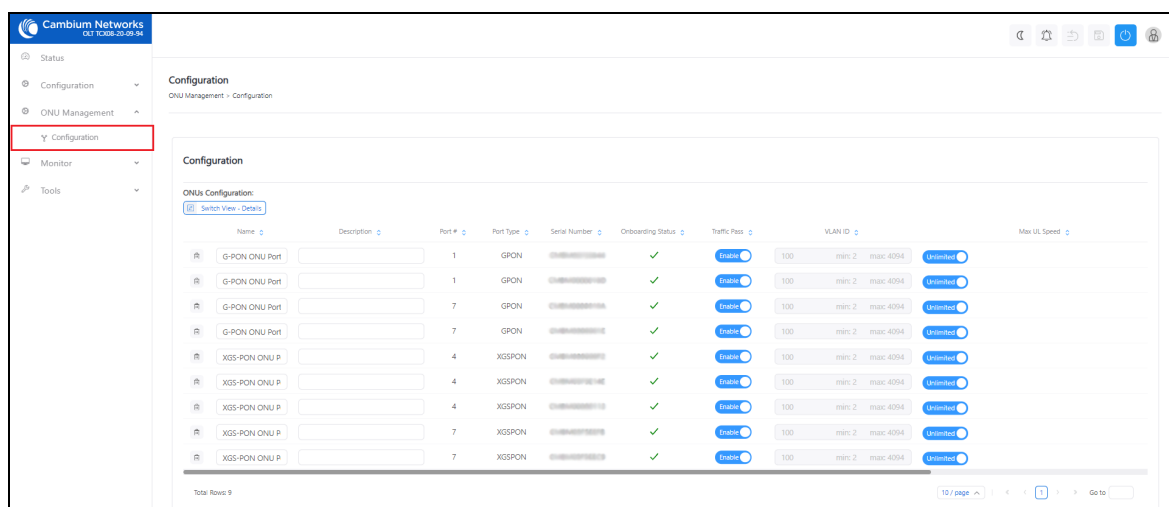 Cambium Networks
OLT TCX08-20-09-94
Status
Configuration
ONU Management
Configuration
Monitor
Tools
Configuration
ONU Management > Configuration
Configuration
ONUs Configuration:
Switch View - Details
Name Description Port # Port Type Serial Number Onboarding Status Traffic Pass VLAN ID Max UL Speed
G-PON ONU Port 1 GPON Enable 100 min: 2 max: 4094 Unlimited
G-PON ONU Port 1 GPON Enable 100 min: 2 max: 4094 Unlimited
G-PON ONU Port 7 GPON Enable 100 min: 2 max: 4094 Unlimited
G-PON ONU Port 7 GPON Enable 100 min: 2 max: 4094 Unlimited
XGS-PON ONU P 4 XGSPON Enable 100 min: 2 max: 4094 Unlimited
XGS-PON ONU P 4 XGSPON Enable 100 min: 2 max: 4094 Unlimited
XGS-PON ONU P 4 XGSPON Enable 100 min: 2 max: 4094 Unlimited
XGS-PON ONU P 7 XGSPON Enable 100 min: 2 max: 4094 Unlimited
XGS-PON ONU P 7 XGSPON Enable 100 min: 2 max: 4094 Unlimited
Total Rows: 9 10 / page 1 Go to